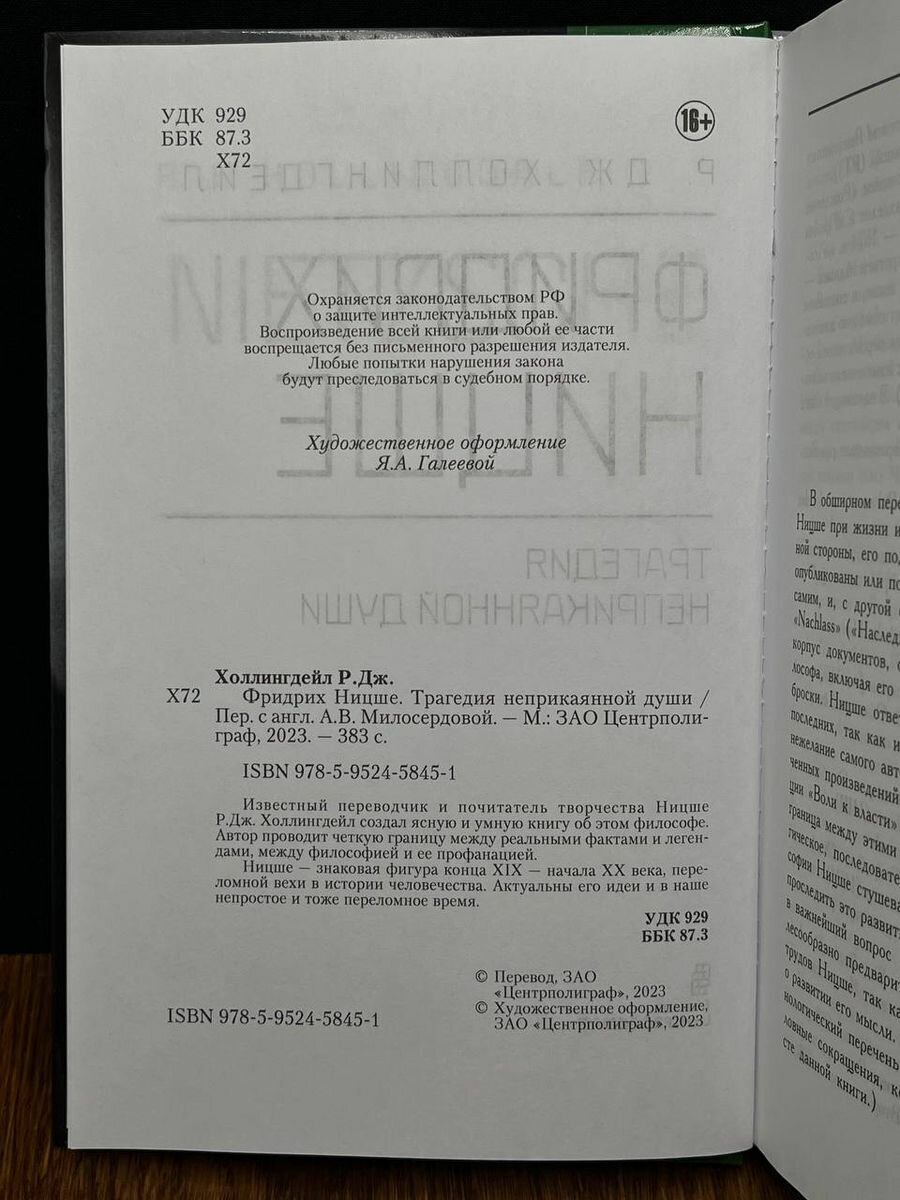 УДК 929
ББК 87.3
Х72
16+
Охраняется законодательством РФ
о защите интеллектуальных прав.
Воспроизведение всей книги или любой ее части
воспрещается без письменного разрешения издателя.
Любые попытки нарушения закона
будут преследоваться в судебном порядке.
Художественное оформление
Я.А. Галеевой
Холлингдейл Р.Дж.
Х72 Фридрих Ницше. Трагедия неприкаянной души /
Пер. с англ. А.В. Милосердовой. — М.: ЗАО Центрполи-
граф, 2023. — 383 с.
ISBN 978-5-9524-5845-1
Известный переводчик и почитатель творчества Ницше
Р.Дж. Холлингдейл создал ясную и умную книгу об этом философе.
Автор проводит четкую границу между реальными фактами и леген-
дами, между философией и ее профанацией.
Ницше — знаковая фигура конца XIX — начала XX века, пере-
ломной вехи в истории человечества. Актуальны его идеи и в наше
непростое и тоже переломное время.
УДК 929
ББК 87.3
© Перевод, ЗАО
«Центрполиграф», 2023
© Художественное оформление,
ЗАО «Центрполиграф», 2023
ISBN 978-5-9524-5845-1
В обширном
Ницше при жизни и
ной стороны, его
опубликованы или
самим, и, с другой
«Nachlass»
корпус документов,
лософа, включая его
броски. Ницше
последних, так как
нежелание самого
ченных произведений
ции «Воли к власти»
граница между этими
гическое,
софии Ницше
проследить это
в важнейший вопрос
лесообразно
трудов Ницше, так
о развитии его мысли.
нологический перечень
ловные сокращения,
сте данной книги.)